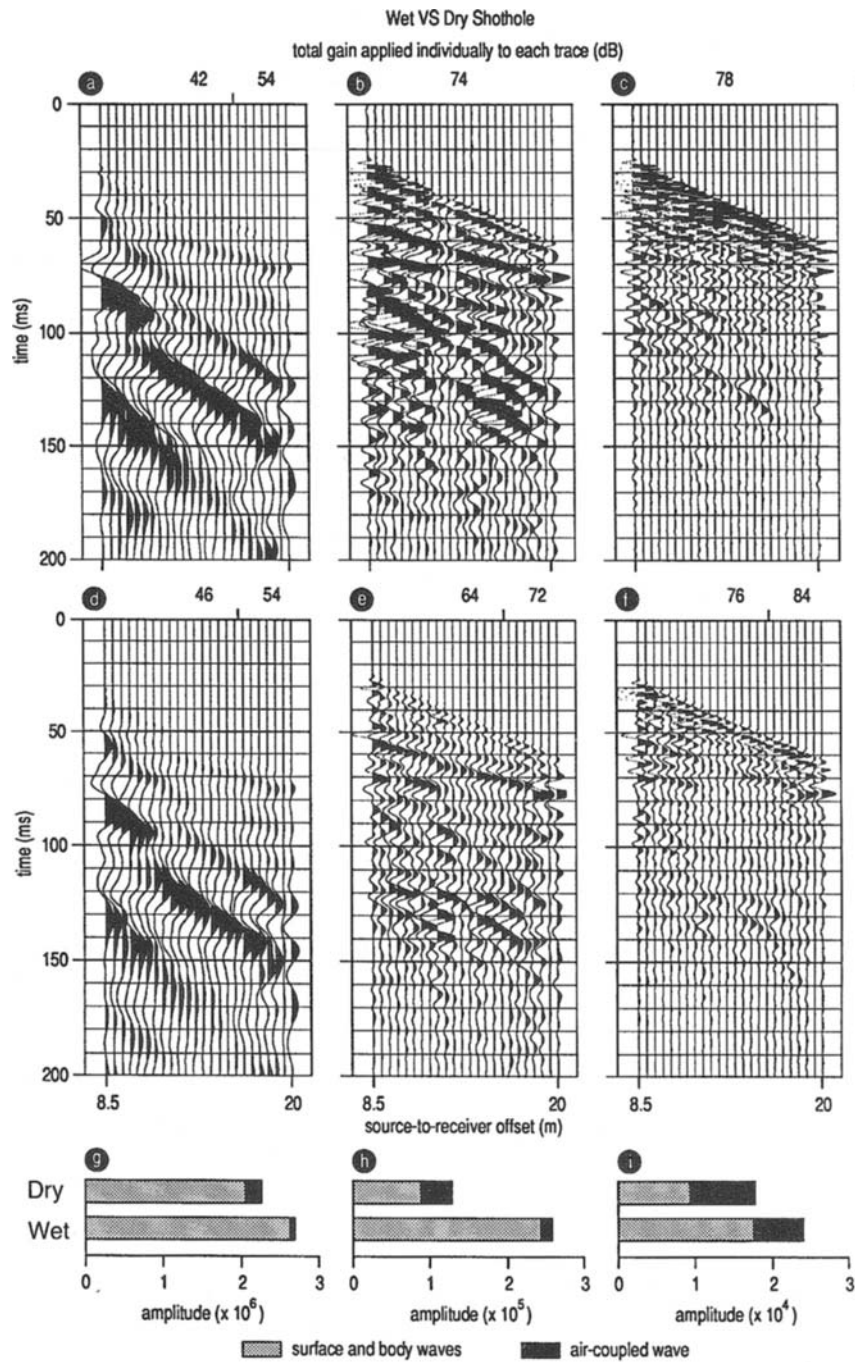 Wet VS Dry Shothole
total gain applied individually to each trace (dB)
a 42 54 b 74 c 78
0
50
100
150
200
time (ms)
d 46 54 e 64 72 f 76 84
0
50
100
150
200
time (ms)
8.5 20 8.5 20 8.5 20
source-to-receiver offset (m)
g h i
Dry
Wet
0 1 2 3 0 1 2 3 0 1 2 3
amplitude (x 10⁶) amplitude (x 10⁵) amplitude (x 10⁴)
surface and body waves air-coupled wave